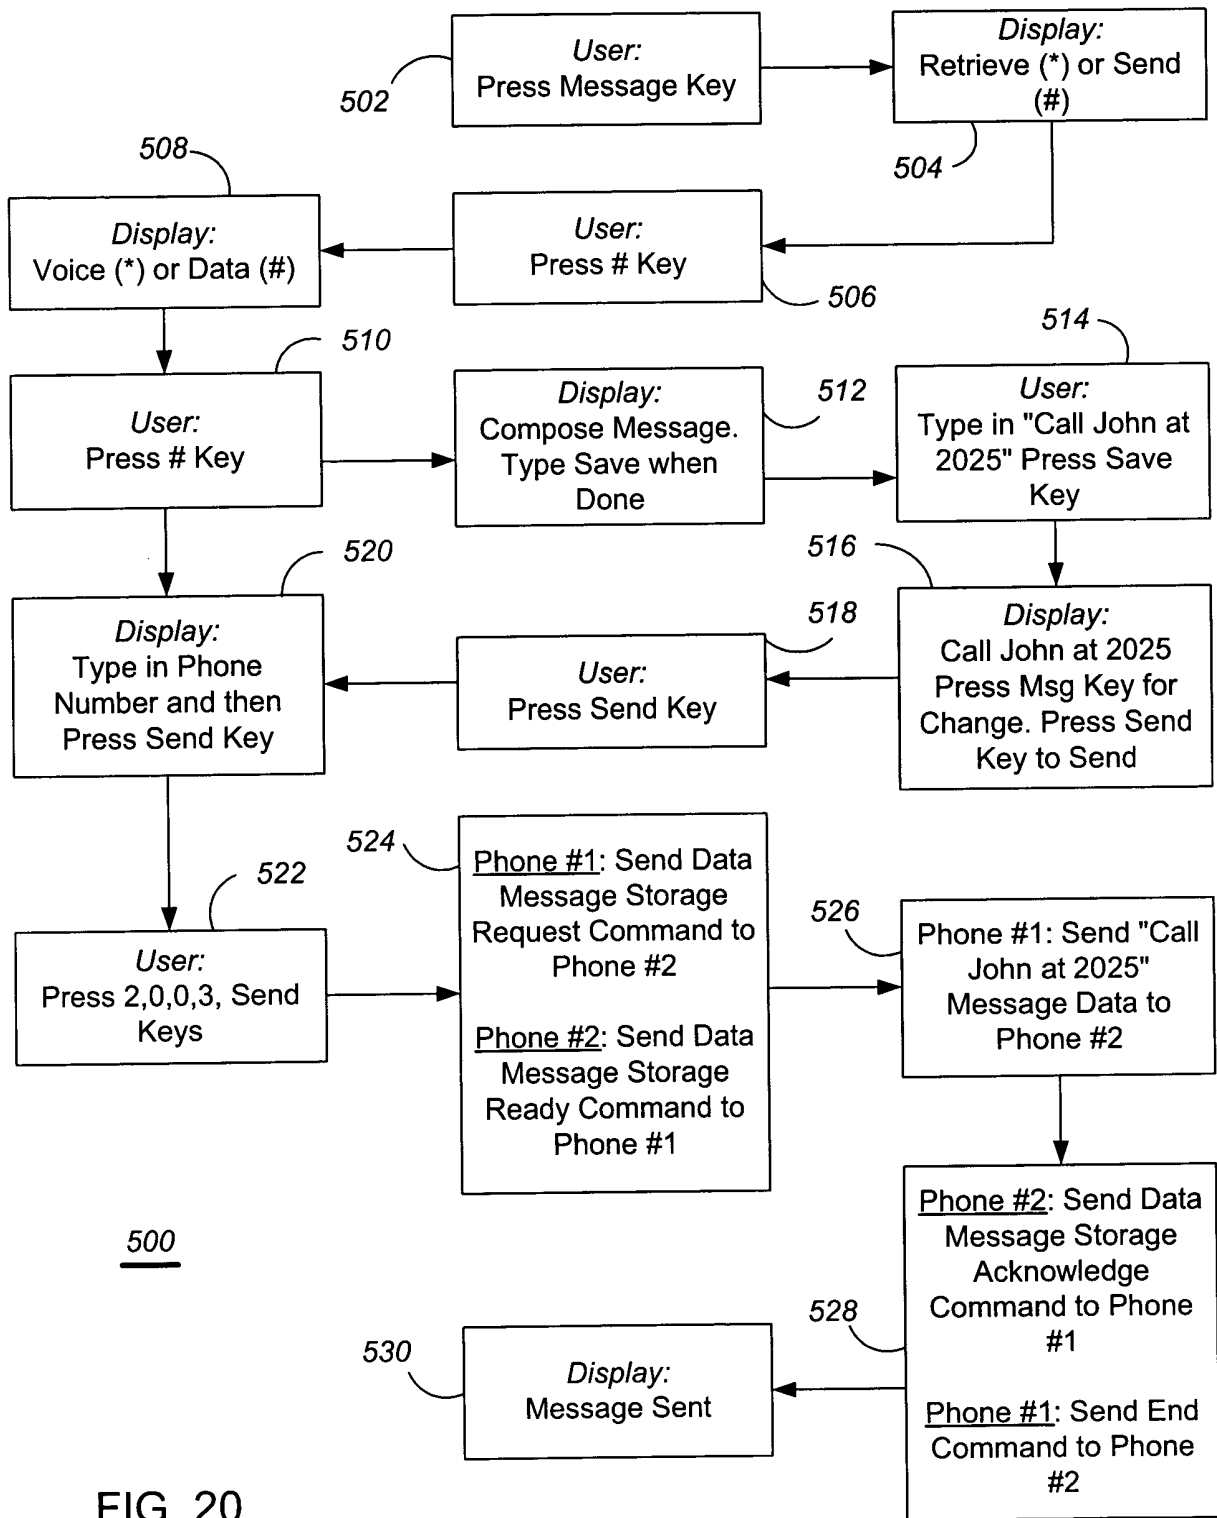 User:
Press Message Key
502
Display:
Retrieve (*) or Send
(#)
504
508
Display:
Voice (*) or Data (#)
User:
Press # Key
506
510
User:
Press # Key
Display:
Compose Message.
Type Save when
Done
512
514
User:
Type in "Call John at
2025" Press Save
Key
516
Display:
Call John at 2025
Press Msg Key for
Change. Press Send
Key to Send
518
User:
Press Send Key
520
Display:
Type in Phone
Number and then
Press Send Key
522
User:
Press 2,0,0,3, Send
Keys
524
Phone #1: Send Data
Message Storage
Request Command to
Phone #2
Phone #2: Send Data
Message Storage
Ready Command to
Phone #1
526
Phone #1: Send "Call
John at 2025"
Message Data to
Phone #2
528
Phone #2: Send Data
Message Storage
Acknowledge
Command to Phone
#1
Phone #1: Send End
Command to Phone
#2
530
Display:
Message Sent
500
FIG. 20